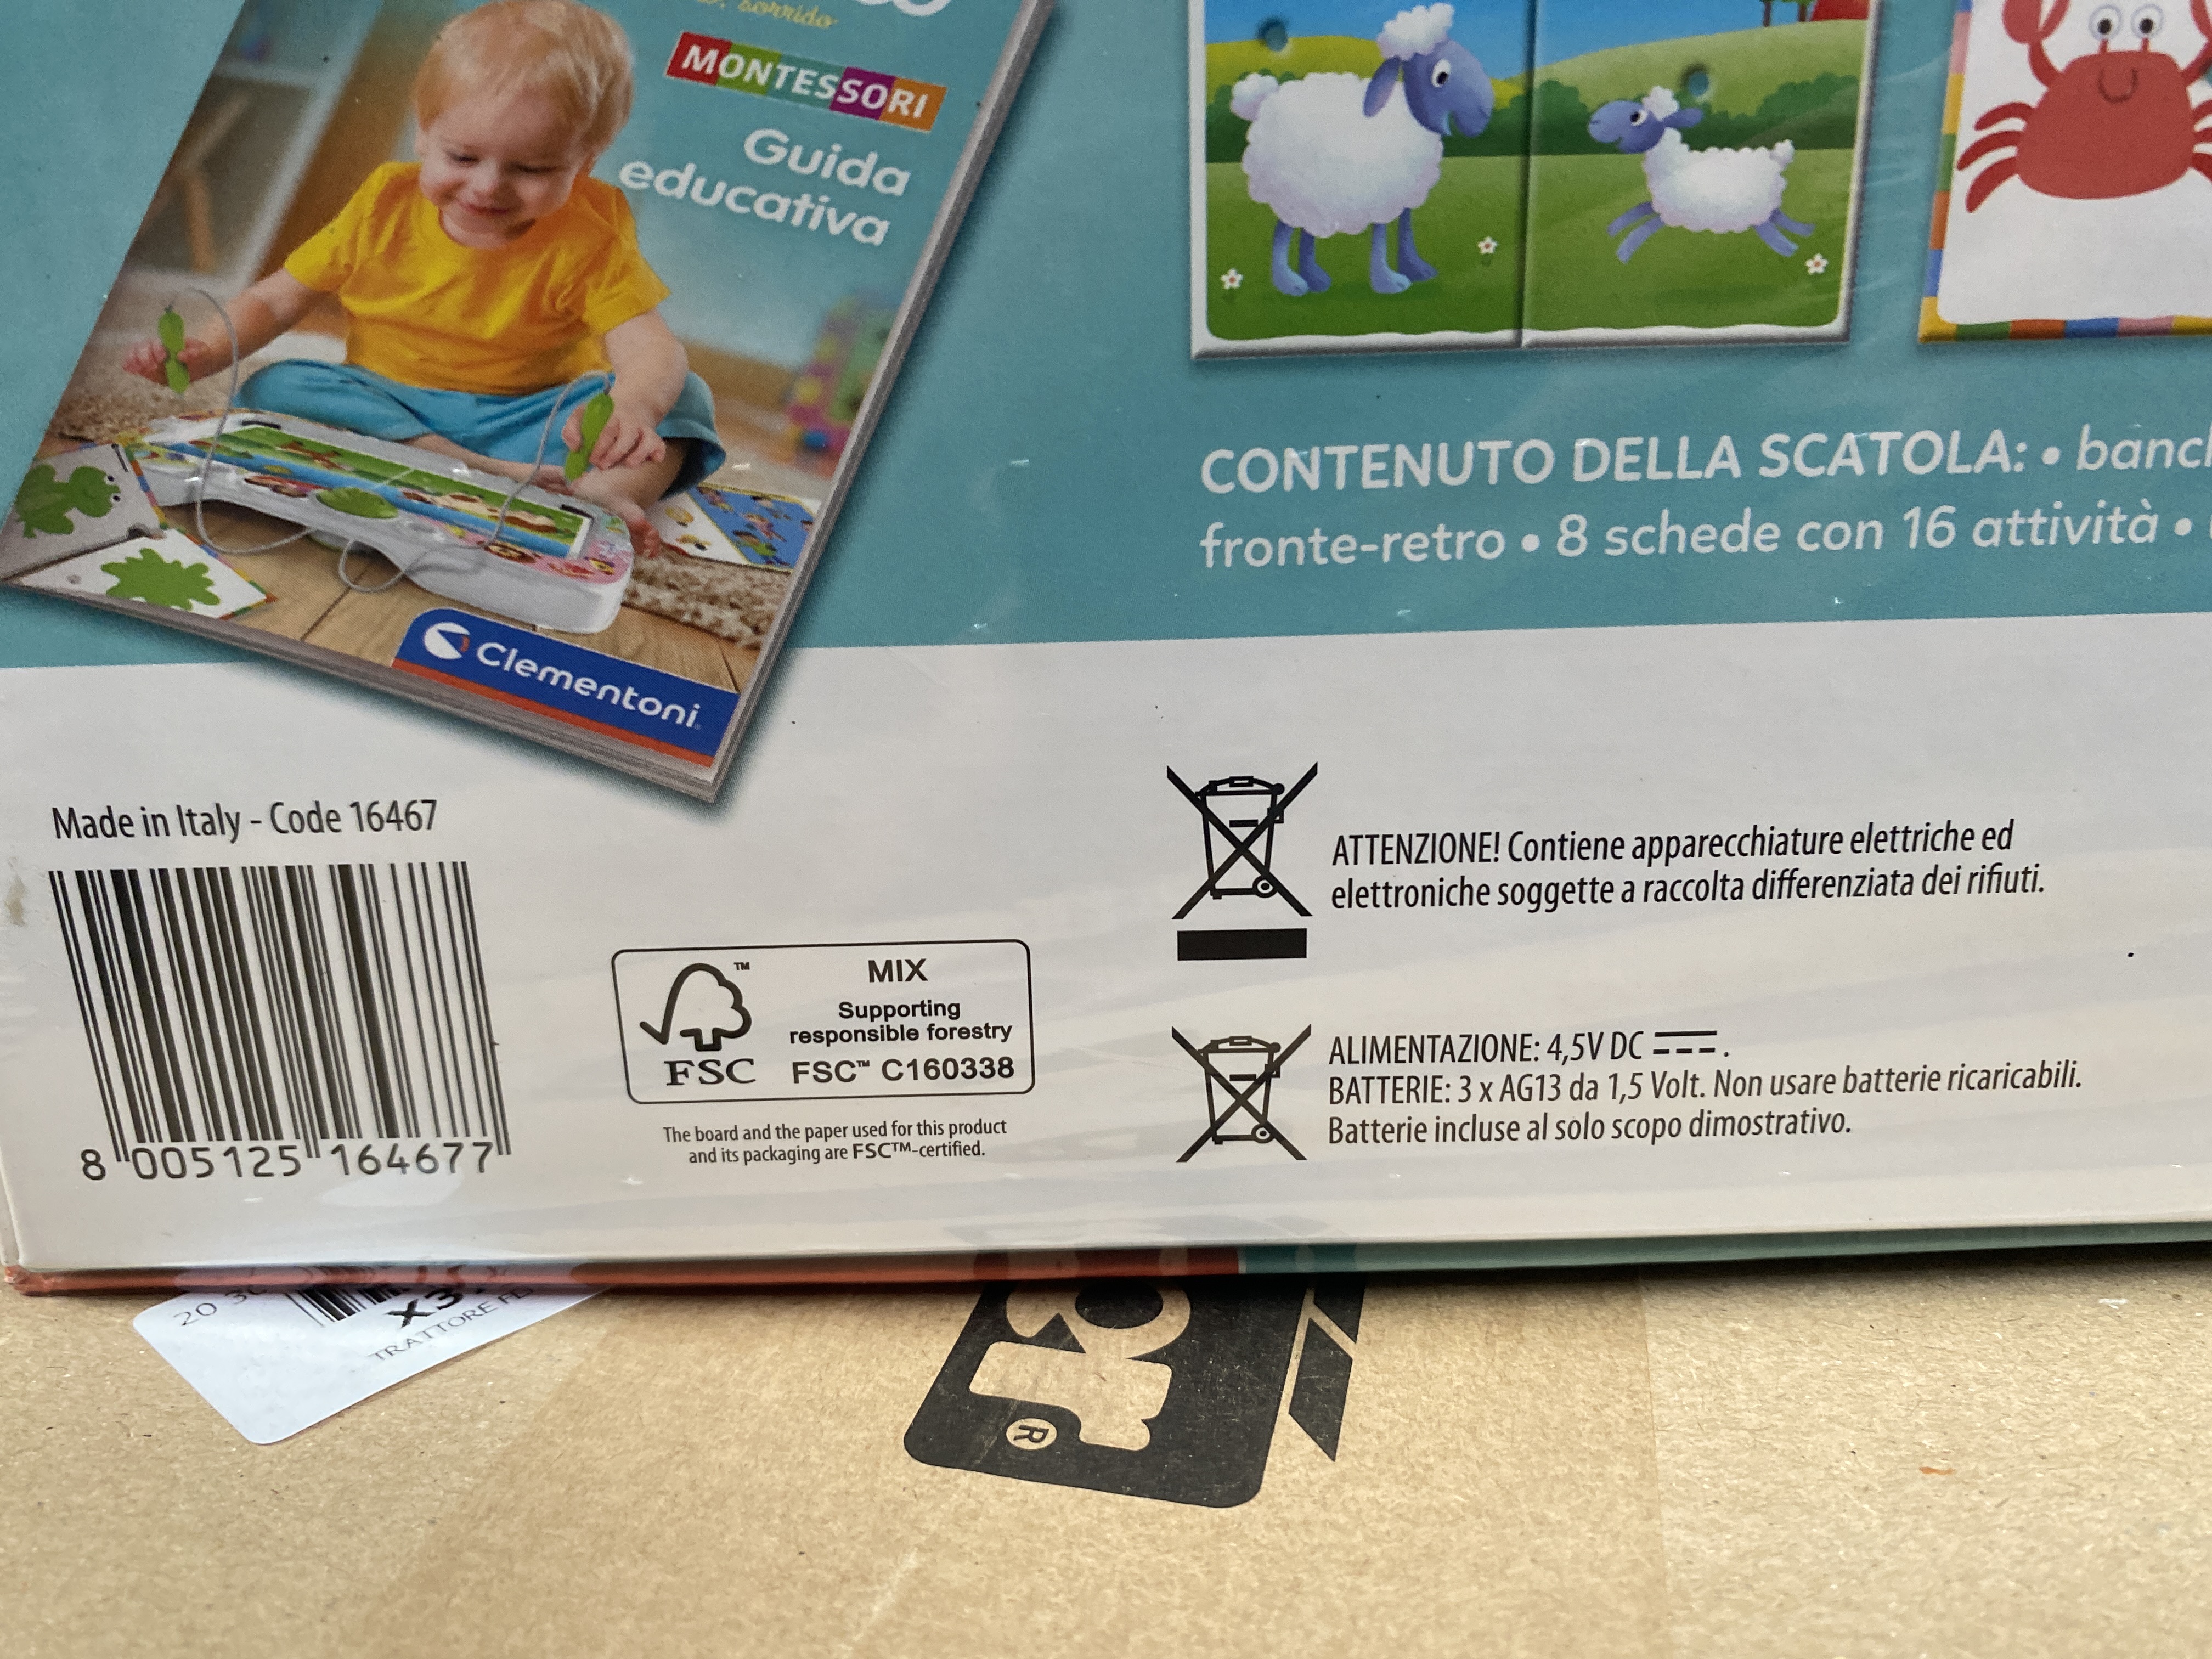 sorrido
MONTESSORI
Guida
educativa
Clementoni
CONTENUTO DELLA SCATOLA: •
fronte-retro • 8 schede con 16 attività •
Made in Italy - Code 16467
8 005125 164677
FSC
MIX
Supporting
responsible forestry
FSC™ C160338
The board and the paper used for this product
and its packaging are FSC™-certified.
ATTENZIONE! Contiene apparecchiature elettriche ed
elettroniche soggette a raccolta differenziata dei rifiuti.
ALIMENTAZIONE: 4,5V DC .
BATTERIE: 3 x AG13 da 1,5 Volt. Non usare batterie ricaricabili.
Batterie incluse al solo scopo dimostrativo.
20
TRATTORE
®